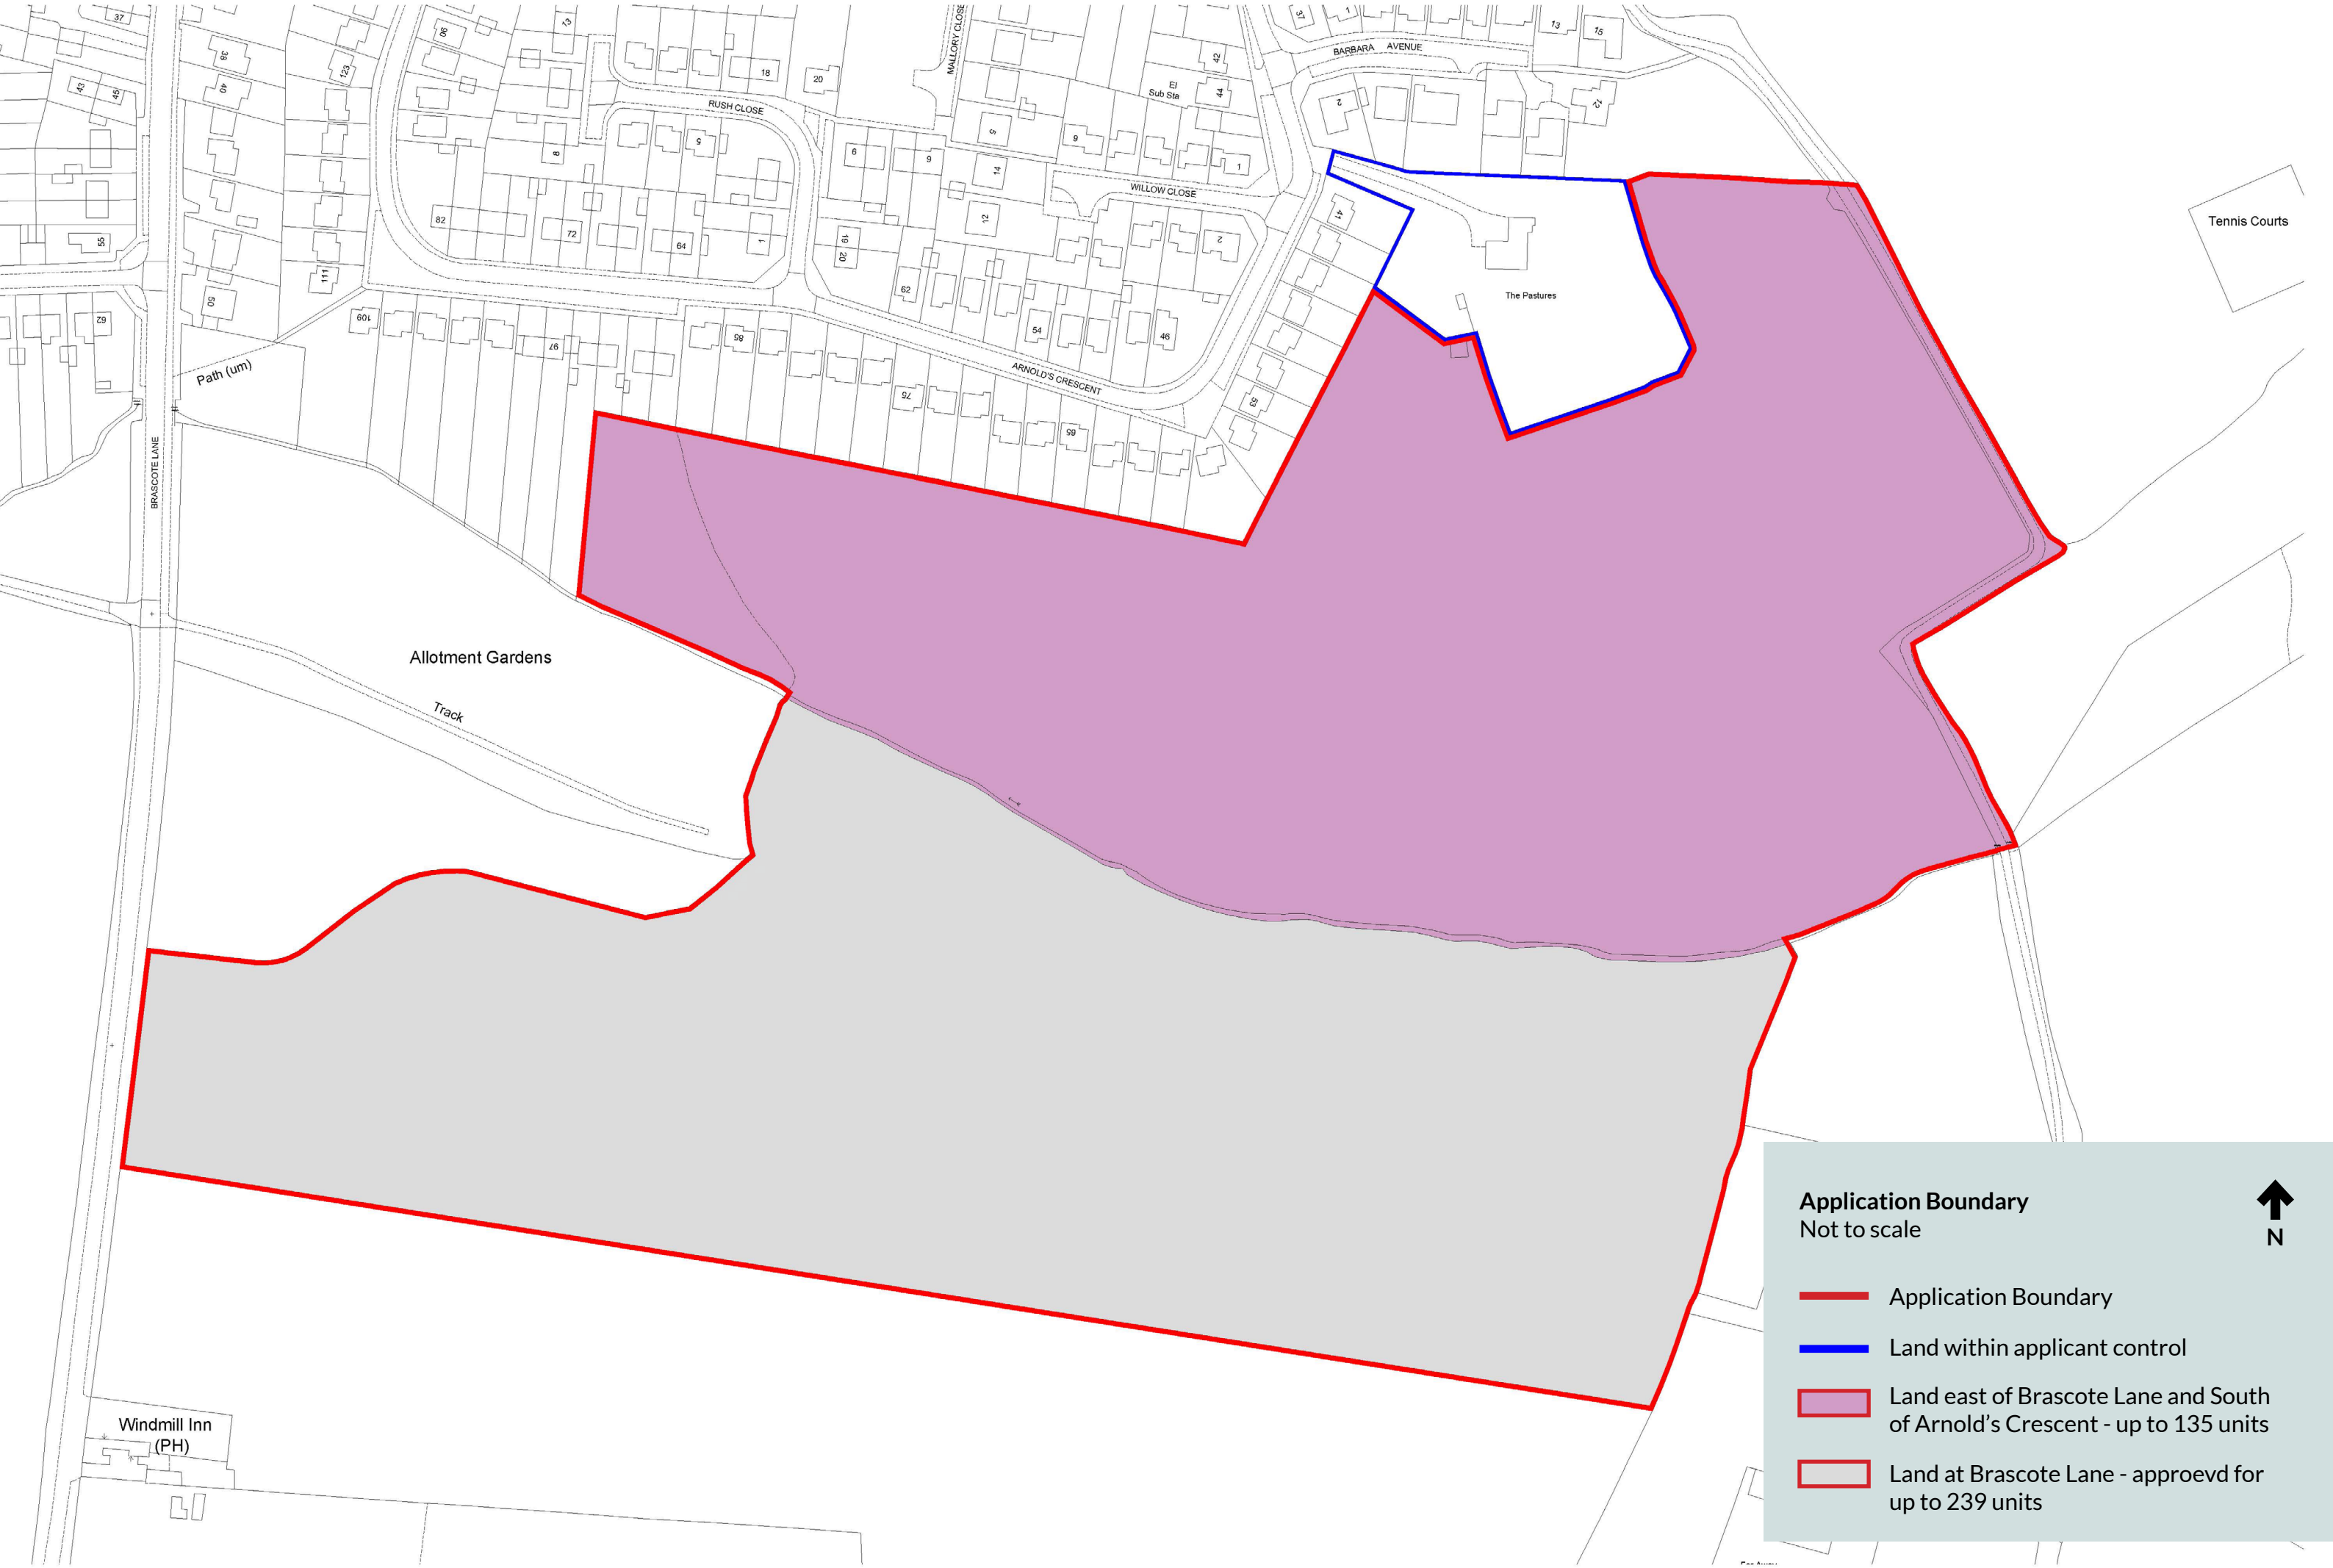 37
38
40
43
45
55
50
62
123
111
90
13
18
20
MALLORY CLOSE
RUSH CLOSE
8
5
82
72
64
1
6
9
19
20
62
5
14
12
9
1
El
Sub Sta
42
44
37
1
BARBARA AVENUE
13
15
2
72
WILLOW CLOSE
2
54
46
41
53
The Pastures
Tennis Courts
109
97
85
75
65
ARNOLD'S CRESCENT
Path (um)
BRASCOTE LANE
Allotment Gardens
Track
Windmill Inn
(PH)
Application Boundary
Not to scale
N
Application Boundary
Land within applicant control
Land east of Brascote Lane and South
of Arnold’s Crescent - up to 135 units
Land at Brascote Lane - approevd for
up to 239 units